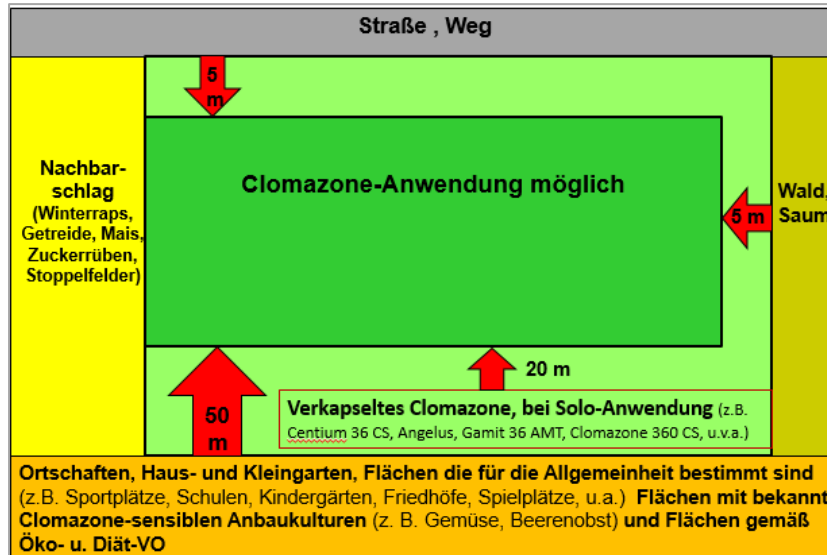 Straße , Weg
5
m
Nachbar-
schlag
(Winterraps,
Getreide, Mais,
Zuckerrüben,
Stoppelfelder)
Clomazone-Anwendung möglich
5 m
Wald,
Saum
50
m
20 m
Verkapseltes Clomazone, bei Solo-Anwendung (z.B.
Centium 36 CS, Angelus, Gamit 36 AMT, Clomazone 360 CS, u.v.a.)
Ortschaften, Haus- und Kleingarten, Flächen die für die Allgemeinheit bestimmt sind
(z.B. Sportplätze, Schulen, Kindergärten, Friedhöfe, Spielplätze, u.a.) Flächen mit bekannt
Clomazone-sensiblen Anbaukulturen (z. B. Gemüse, Beerenobst) und Flächen gemäß
Öko- u. Diät-VO